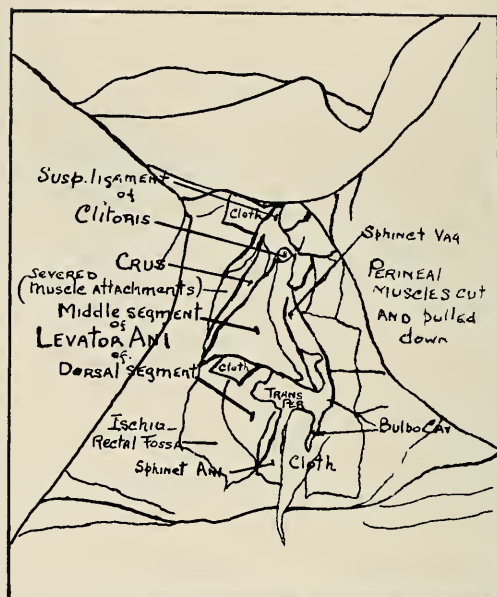 Susp. ligament
of
Clitoris
Cloth
Sphinct Vag
Crus
Severed
(Muscle Attachments)
Perineal
Muscles cut
and pulled
down
Middle segment
of
Levator Ani
of
Dorsal segment
Cloth
Trans
Per
Ischio-
Rectal Fossa
Bulbo Cav
Sphinct Ani
Cloth